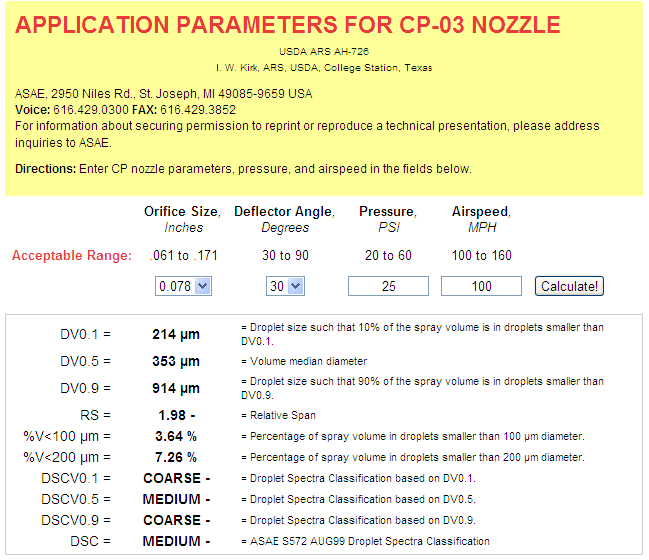 APPLICATION PARAMETERS FOR CP-03 NOZZLE
USDA ARS AH-726
I. W. Kirk, ARS, USDA, College Station, Texas
ASAE, 2950 Niles Rd., St. Joseph, MI 49085-9659 USA
Voice: 616.429.0300 FAX: 616.429.3852
For information about securing permission to reprint or reproduce a technical presentation, please address
inquiries to ASAE.
Directions: Enter CP nozzle parameters, pressure, and airspeed in the fields below.
Orifice Size, Deflector Angle, Pressure, Airspeed,
Inches Degrees PSI MPH
Acceptable Range: .061 to .171 30 to 90 20 to 60 100 to 160
0.078 30 25 100 Calculate!
DV0.1 = 214 µm = Droplet size such that 10% of the spray volume is in droplets smaller than
DV0.1.
DV0.5 = 353 µm = Volume median diameter
DV0.9 = 914 µm = Droplet size such that 90% of the spray volume is in droplets smaller than
DV0.9.
RS = 1.98 - = Relative Span
%V<100 µm = 3.64 % = Percentage of spray volume in droplets smaller than 100 µm diameter.
%V<200 µm = 7.26 % = Percentage of spray volume in droplets smaller than 200 µm diameter.
DSCV0.1 = COARSE - = Droplet Spectra Classification based on DV0.1.
DSCV0.5 = MEDIUM - = Droplet Spectra Classification based on DV0.5.
DSCV0.9 = COARSE - = Droplet Spectra Classification based on DV0.9.
DSC = MEDIUM - = ASAE S572 AUG99 Droplet Spectra Classification